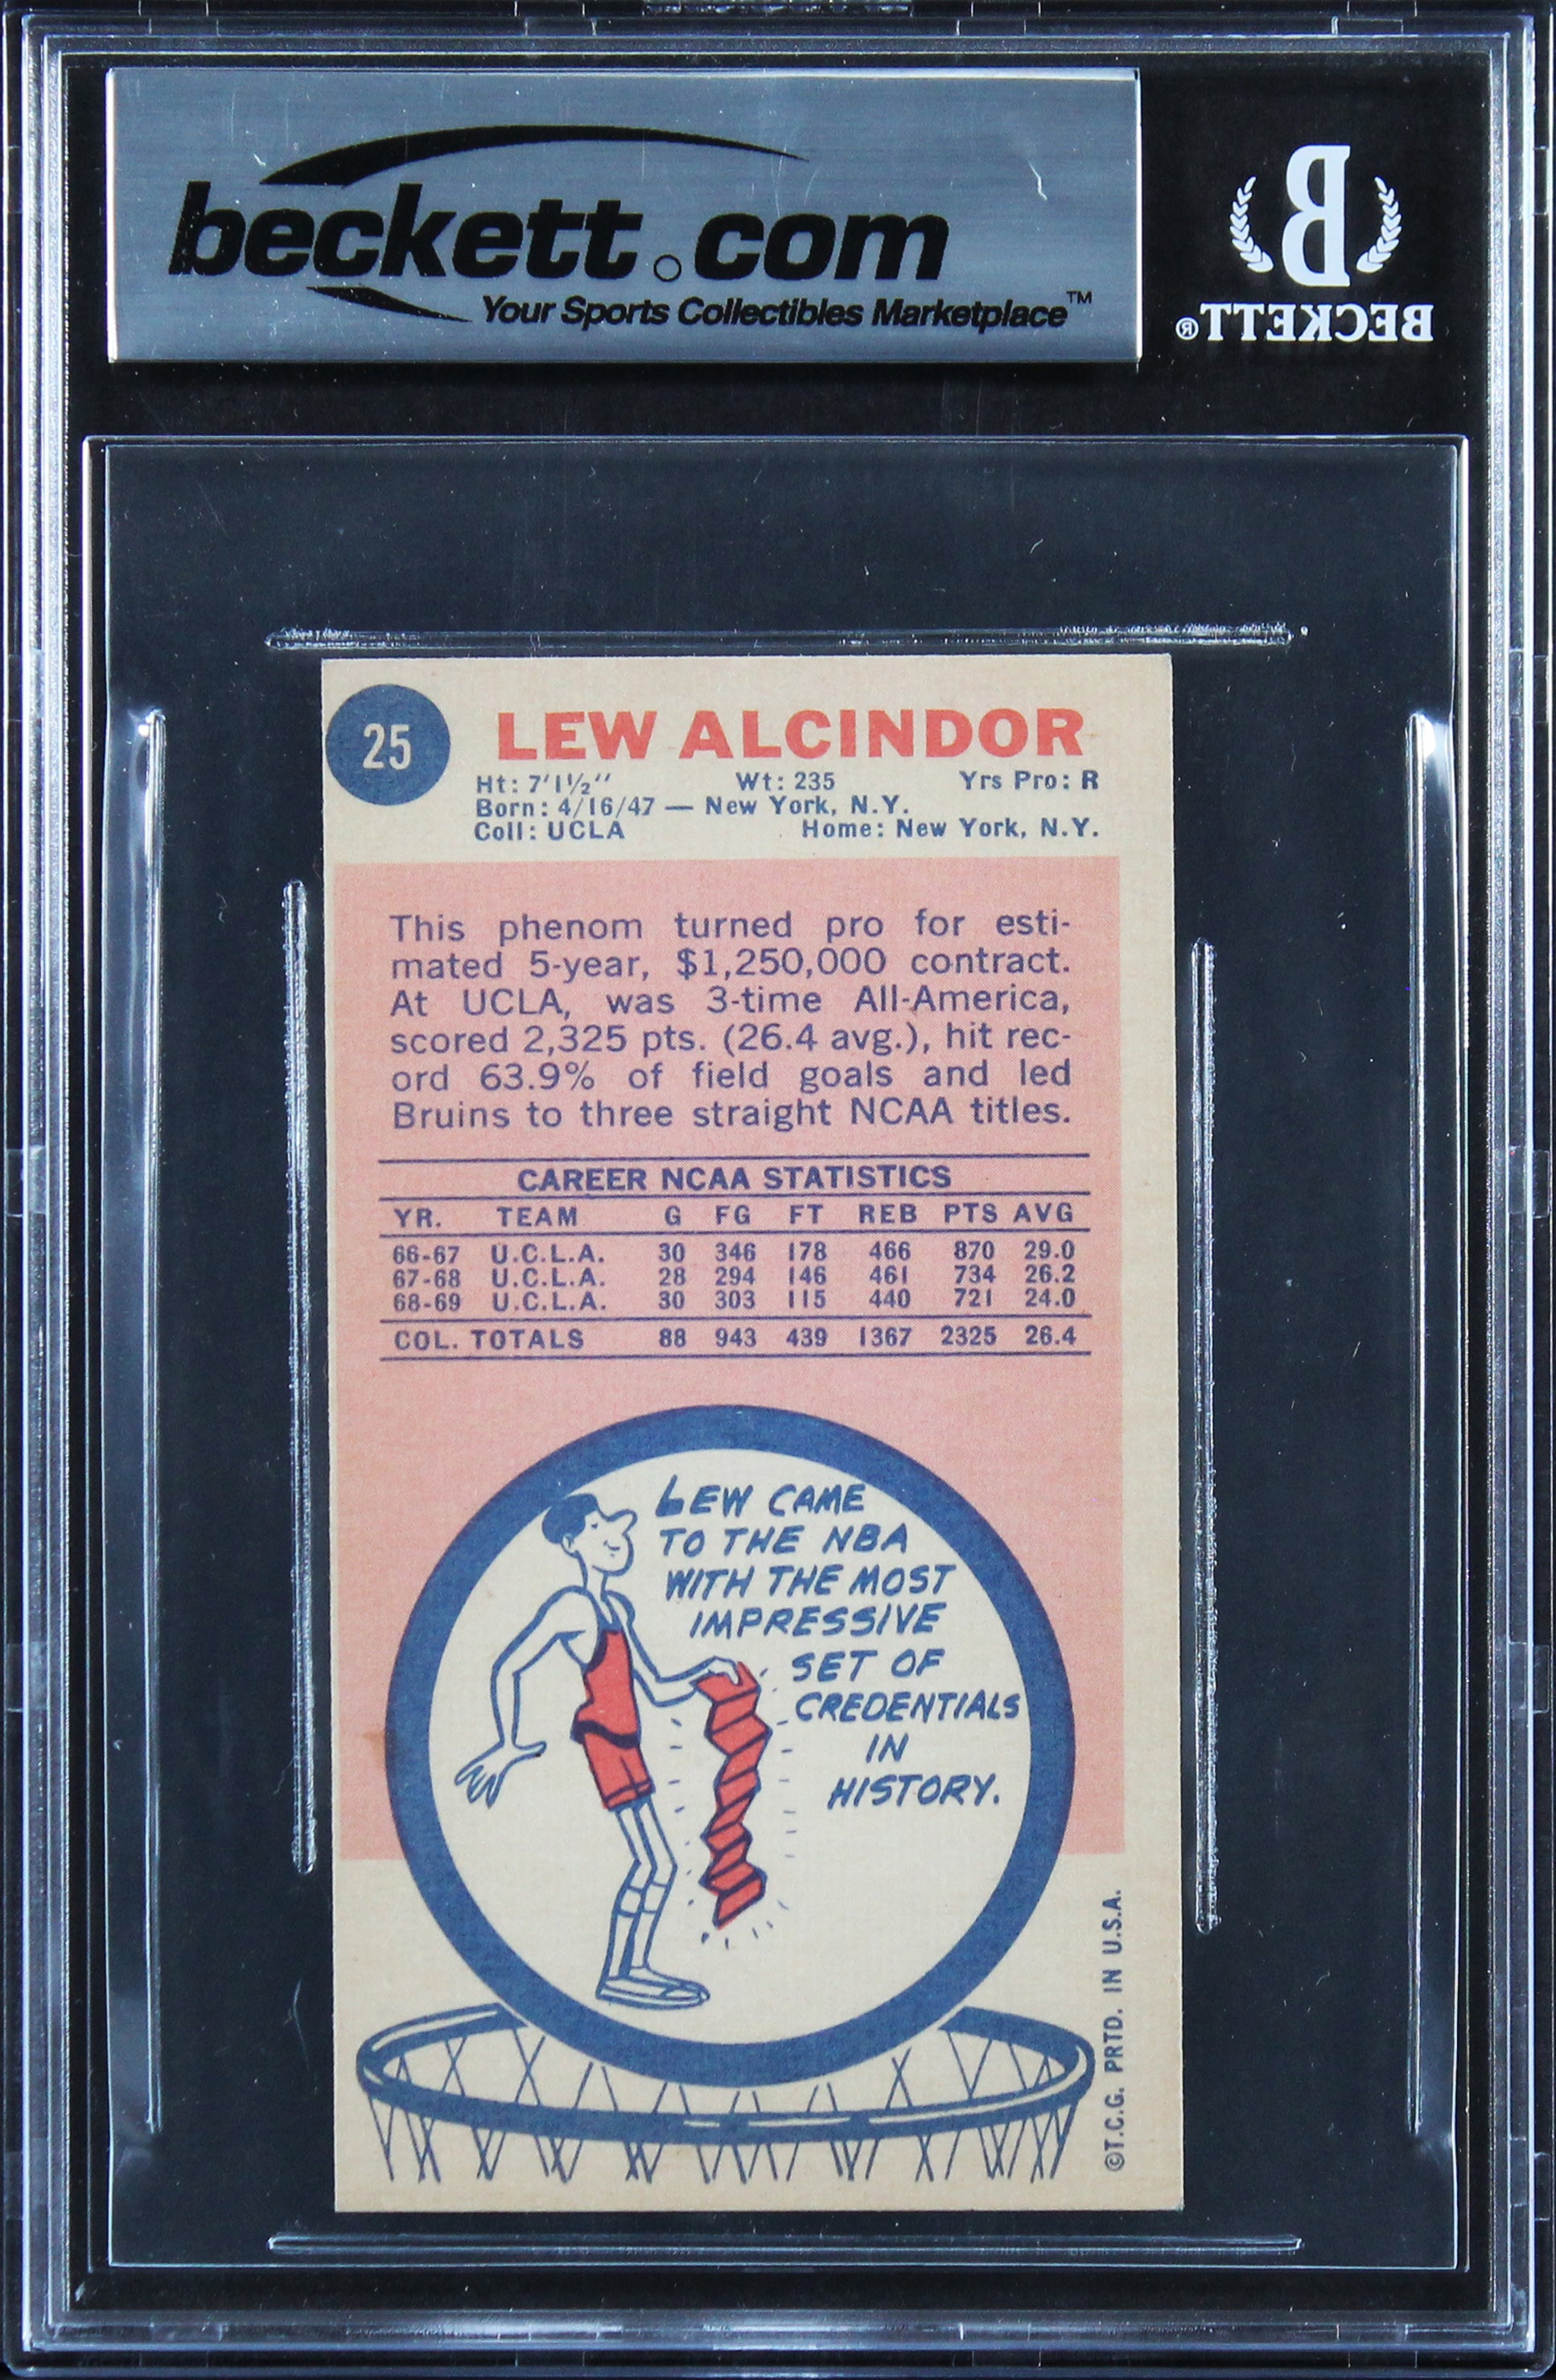 beckett.com
Your Sports Collectibles Marketplace™
B
BECKETT®
25
LEW ALCINDOR
Ht: 7'1½" Wt: 235 Yrs Pro: R
Born: 4/16/47 — New York, N.Y.
Coll: UCLA Home: New York, N.Y.
This phenom turned pro for esti-
mated 5-year, $1,250,000 contract.
At UCLA, was 3-time All-America,
scored 2,325 pts. (26.4 avg.), hit rec-
ord 63.9% of field goals and led
Bruins to three straight NCAA titles.
CAREER NCAA STATISTICS
YR. TEAM G FG FT REB PTS AVG
66-67 U.C.L.A. 30 346 178 466 870 29.0
67-68 U.C.L.A. 28 294 146 461 734 26.2
68-69 U.C.L.A. 30 303 115 440 721 24.0
COL. TOTALS 88 943 439 1367 2325 26.4
LEW CAME
TO THE NBA
WITH THE MOST
IMPRESSIVE
SET OF
CREDENTIALS
IN
HISTORY.
©T.C.G. PRTD. IN U.S.A.